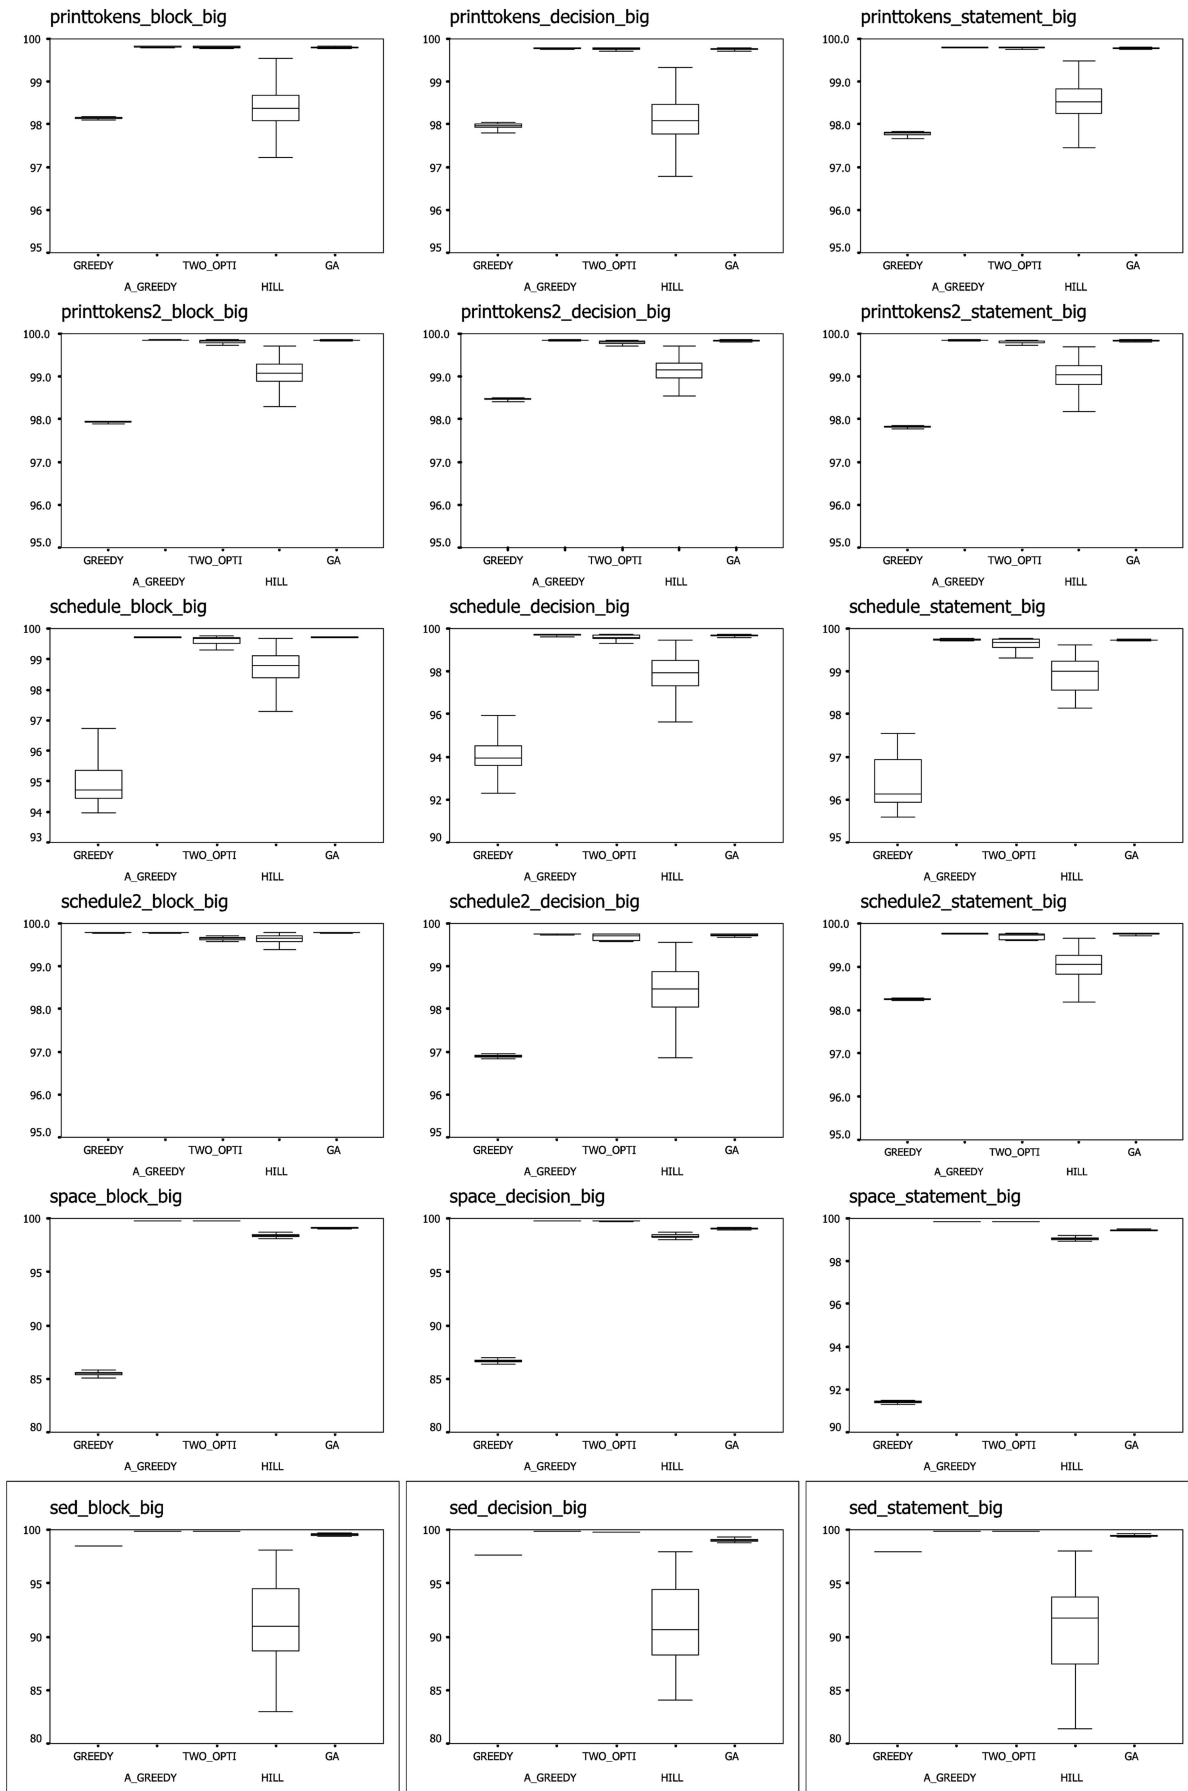 printtokens_block_big
printtokens_decision_big
printtokens_statement_big
100
99
98
97
96
95
GREEDY
TWO_OPTI
GA
A_GREEDY
HILL
100
99
98
97
96
95
GREEDY
TWO_OPTI
GA
A_GREEDY
HILL
100.0
99
98.0
97
96
95.0
GREEDY
TWO_OPTI
GA
A_GREEDY
HILL
printtokens2_block_big
printtokens2_decision_big
printtokens2_statement_big
100.0
99.0
98.0
97.0
96.0
95.0
GREEDY
TWO_OPTI
GA
A_GREEDY
HILL
100.0
99.0
98.0
97.0
96.0
95.0
GREEDY
TWO_OPTI
GA
A_GREEDY
HILL
100.0
99.0
98.0
97.0
96.0
95.0
GREEDY
TWO_OPTI
GA
A_GREEDY
HILL
schedule_block_big
schedule_decision_big
schedule_statement_big
100
99
98
97
96
95
94
93
GREEDY
TWO_OPTI
GA
A_GREEDY
HILL
100
98
96
94
92
90
GREEDY
TWO_OPTI
GA
A_GREEDY
HILL
100
99
98
97
96
95
GREEDY
TWO_OPTI
GA
A_GREEDY
HILL
schedule2_block_big
schedule2_decision_big
schedule2_statement_big
100.0
99.0
98.0
97.0
96.0
95.0
GREEDY
TWO_OPTI
GA
A_GREEDY
HILL
100
99
98
97
96
95
GREEDY
TWO_OPTI
GA
A_GREEDY
HILL
100.0
99.0
98.0
97.0
96.0
95.0
GREEDY
TWO_OPTI
GA
A_GREEDY
HILL
space_block_big
space_decision_big
space_statement_big
100
95
90
85
80
GREEDY
TWO_OPTI
GA
A_GREEDY
HILL
100
95
90
85
80
GREEDY
TWO_OPTI
GA
A_GREEDY
HILL
100
98
96
94
92
90
GREEDY
TWO_OPTI
GA
A_GREEDY
HILL
sed_block_big
sed_decision_big
sed_statement_big
100
95
90
85
80
GREEDY
TWO_OPTI
GA
A_GREEDY
HILL
100
95
90
85
80
GREEDY
TWO_OPTI
GA
A_GREEDY
HILL
100
95
90
85
80
GREEDY
TWO_OPTI
GA
A_GREEDY
HILL